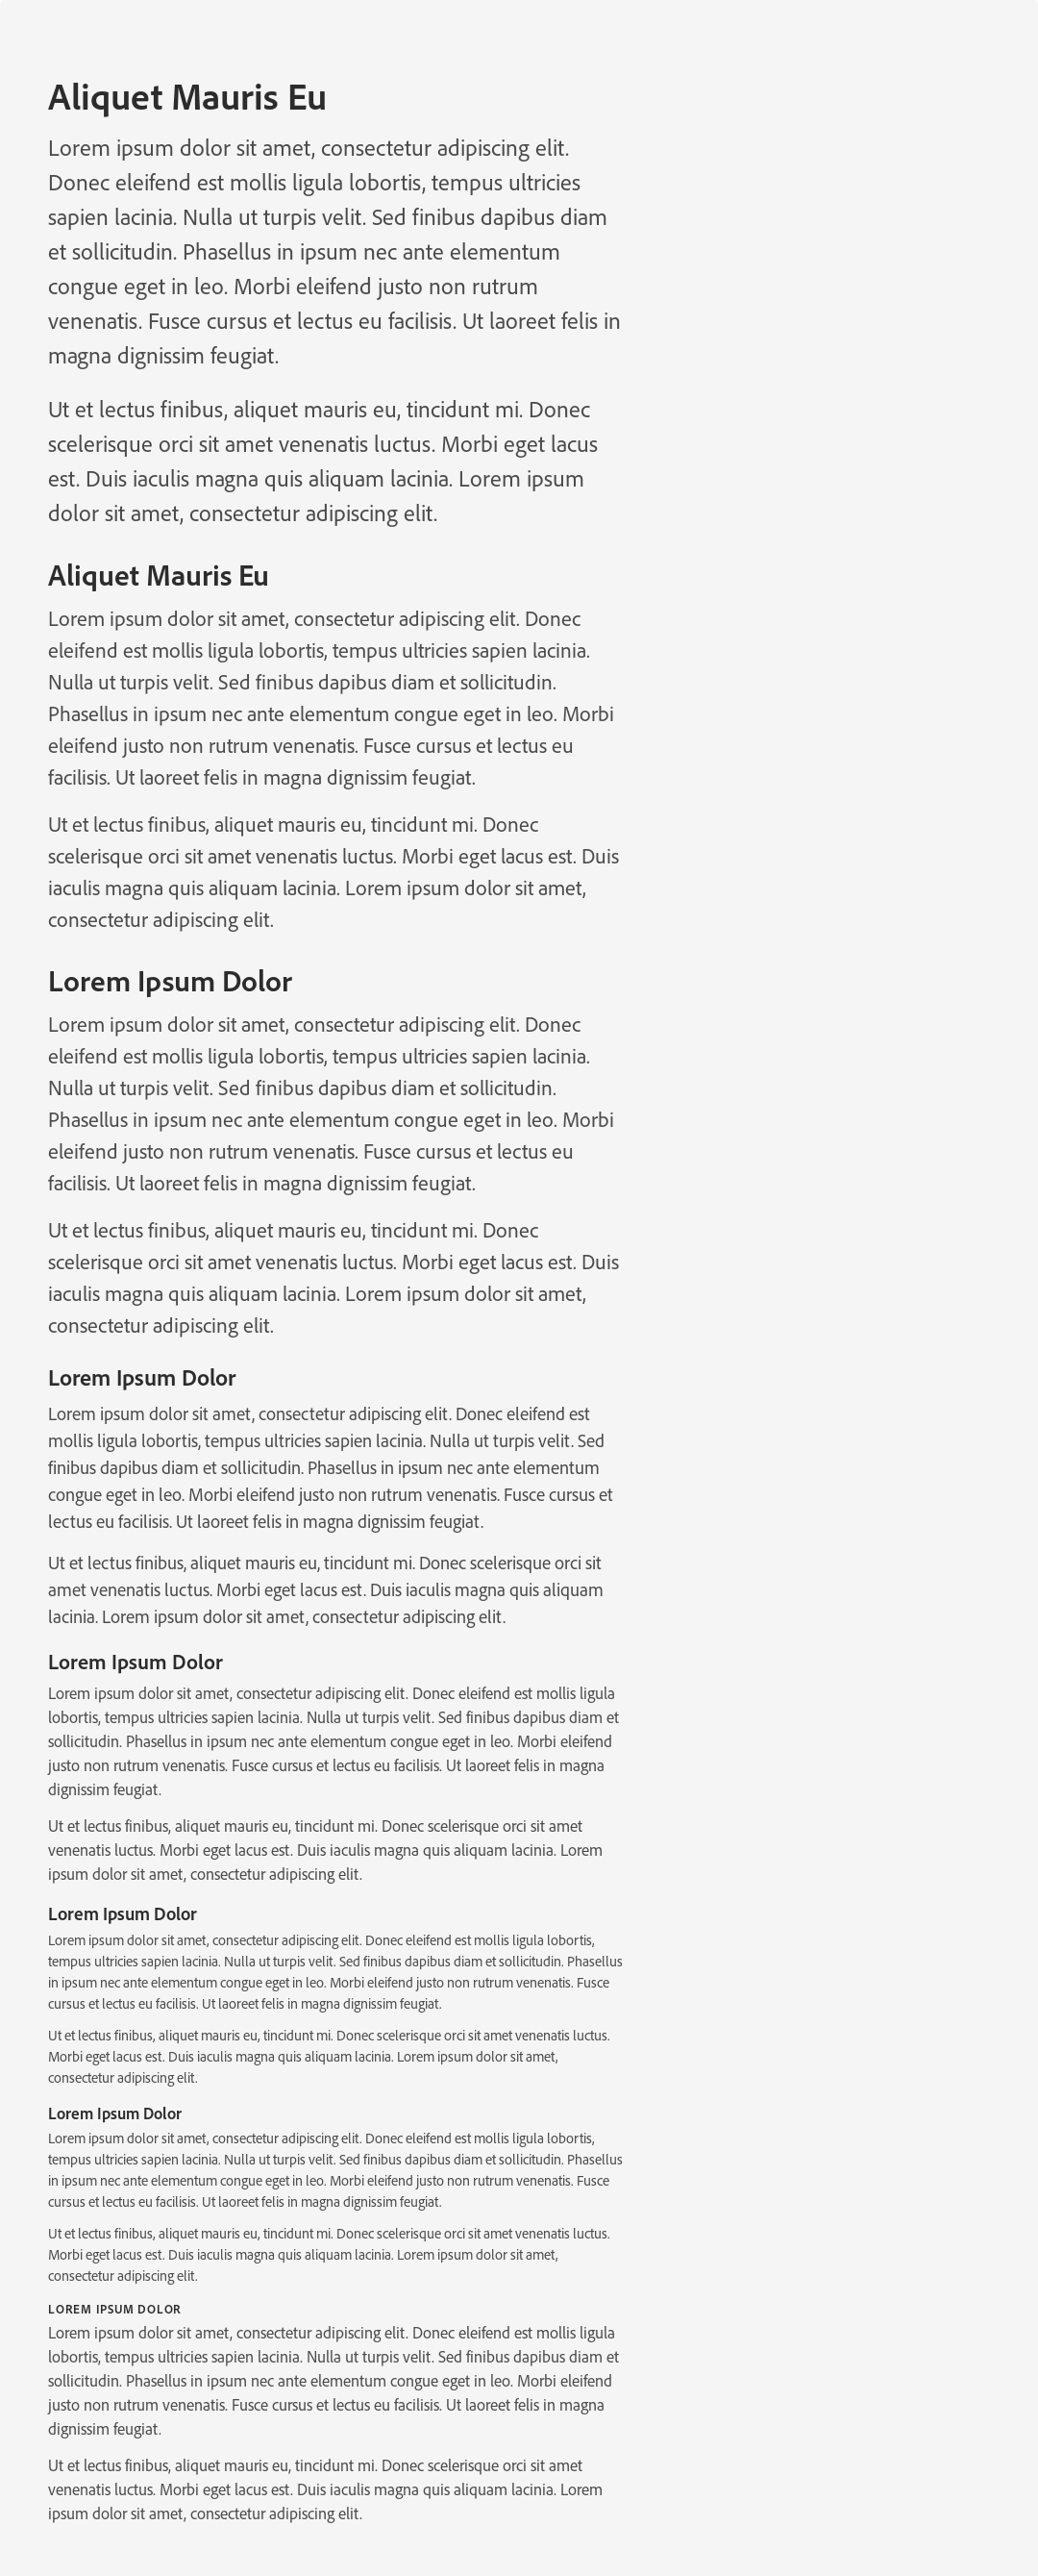 Aliquet Mauris Eu
Lorem ipsum dolor sit amet, consectetur adipiscing elit.
Donec eleifend est mollis ligula lobortis, tempus ultricies
sapien lacinia. Nulla ut turpis velit. Sed finibus dapibus diam
et sollicitudin. Phasellus in ipsum nec ante elementum
congue eget in leo. Morbi eleifend justo non rutrum
venenatis. Fusce cursus et lectus eu facilisis. Ut laoreet felis in
magna dignissim feugiat.
Ut et lectus finibus, aliquet mauris eu, tincidunt mi. Donec
scelerisque orci sit amet venenatis luctus. Morbi eget lacus
est. Duis iaculis magna quis aliquam lacinia. Lorem ipsum
dolor sit amet, consectetur adipiscing elit.
Aliquet Mauris Eu
Lorem ipsum dolor sit amet, consectetur adipiscing elit. Donec
eleifend est mollis ligula lobortis, tempus ultricies sapien lacinia.
Nulla ut turpis velit. Sed finibus dapibus diam et sollicitudin.
Phasellus in ipsum nec ante elementum congue eget in leo. Morbi
eleifend justo non rutrum venenatis. Fusce cursus et lectus eu
facilisis. Ut laoreet felis in magna dignissim feugiat.
Ut et lectus finibus, aliquet mauris eu, tincidunt mi. Donec
scelerisque orci sit amet venenatis luctus. Morbi eget lacus est. Duis
iaculis magna quis aliquam lacinia. Lorem ipsum dolor sit amet,
consectetur adipiscing elit.
Lorem Ipsum Dolor
Lorem ipsum dolor sit amet, consectetur adipiscing elit. Donec
eleifend est mollis ligula lobortis, tempus ultricies sapien lacinia.
Nulla ut turpis velit. Sed finibus dapibus diam et sollicitudin.
Phasellus in ipsum nec ante elementum congue eget in leo. Morbi
eleifend justo non rutrum venenatis. Fusce cursus et lectus eu
facilisis. Ut laoreet felis in magna dignissim feugiat.
Ut et lectus finibus, aliquet mauris eu, tincidunt mi. Donec
scelerisque orci sit amet venenatis luctus. Morbi eget lacus est. Duis
iaculis magna quis aliquam lacinia. Lorem ipsum dolor sit amet,
consectetur adipiscing elit.
Lorem Ipsum Dolor
Lorem ipsum dolor sit amet, consectetur adipiscing elit. Donec eleifend est
mollis ligula lobortis, tempus ultricies sapien lacinia. Nulla ut turpis velit. Sed
finibus dapibus diam et sollicitudin. Phasellus in ipsum nec ante elementum
congue eget in leo. Morbi eleifend justo non rutrum venenatis. Fusce cursus et
lectus eu facilisis. Ut laoreet felis in magna dignissim feugiat.
Ut et lectus finibus, aliquet mauris eu, tincidunt mi. Donec scelerisque orci sit
amet venenatis luctus. Morbi eget lacus est. Duis iaculis magna quis aliquam
lacinia. Lorem ipsum dolor sit amet, consectetur adipiscing elit.
Lorem Ipsum Dolor
Lorem ipsum dolor sit amet, consectetur adipiscing elit. Donec eleifend est mollis ligula
lobortis, tempus ultricies sapien lacinia. Nulla ut turpis velit. Sed finibus dapibus diam et
sollicitudin. Phasellus in ipsum nec ante elementum congue eget in leo. Morbi eleifend
justo non rutrum venenatis. Fusce cursus et lectus eu facilisis. Ut laoreet felis in magna
dignissim feugiat.
Ut et lectus finibus, aliquet mauris eu, tincidunt mi. Donec scelerisque orci sit amet
venenatis luctus. Morbi eget lacus est. Duis iaculis magna quis aliquam lacinia. Lorem
ipsum dolor sit amet, consectetur adipiscing elit.
Lorem Ipsum Dolor
Lorem ipsum dolor sit amet, consectetur adipiscing elit. Donec eleifend est mollis ligula lobortis,
tempus ultricies sapien lacinia. Nulla ut turpis velit. Sed finibus dapibus diam et sollicitudin. Phasellus
in ipsum nec ante elementum congue eget in leo. Morbi eleifend justo non rutrum venenatis. Fusce
cursus et lectus eu facilisis. Ut laoreet felis in magna dignissim feugiat.
Ut et lectus finibus, aliquet mauris eu, tincidunt mi. Donec scelerisque orci sit amet venenatis luctus.
Morbi eget lacus est. Duis iaculis magna quis aliquam lacinia. Lorem ipsum dolor sit amet,
consectetur adipiscing elit.
Lorem Ipsum Dolor
Lorem ipsum dolor sit amet, consectetur adipiscing elit. Donec eleifend est mollis ligula lobortis,
tempus ultricies sapien lacinia. Nulla ut turpis velit. Sed finibus dapibus diam et sollicitudin. Phasellus
in ipsum nec ante elementum congue eget in leo. Morbi eleifend justo non rutrum venenatis. Fusce
cursus et lectus eu facilisis. Ut laoreet felis in magna dignissim feugiat.
Ut et lectus finibus, aliquet mauris eu, tincidunt mi. Donec scelerisque orci sit amet venenatis luctus.
Morbi eget lacus est. Duis iaculis magna quis aliquam lacinia. Lorem ipsum dolor sit amet,
consectetur adipiscing elit.
LOREM IPSUM DOLOR
Lorem ipsum dolor sit amet, consectetur adipiscing elit. Donec eleifend est mollis ligula
lobortis, tempus ultricies sapien lacinia. Nulla ut turpis velit. Sed finibus dapibus diam et
sollicitudin. Phasellus in ipsum nec ante elementum congue eget in leo. Morbi eleifend
justo non rutrum venenatis. Fusce cursus et lectus eu facilisis. Ut laoreet felis in magna
dignissim feugiat.
Ut et lectus finibus, aliquet mauris eu, tincidunt mi. Donec scelerisque orci sit amet
venenatis luctus. Morbi eget lacus est. Duis iaculis magna quis aliquam lacinia. Lorem
ipsum dolor sit amet, consectetur adipiscing elit.